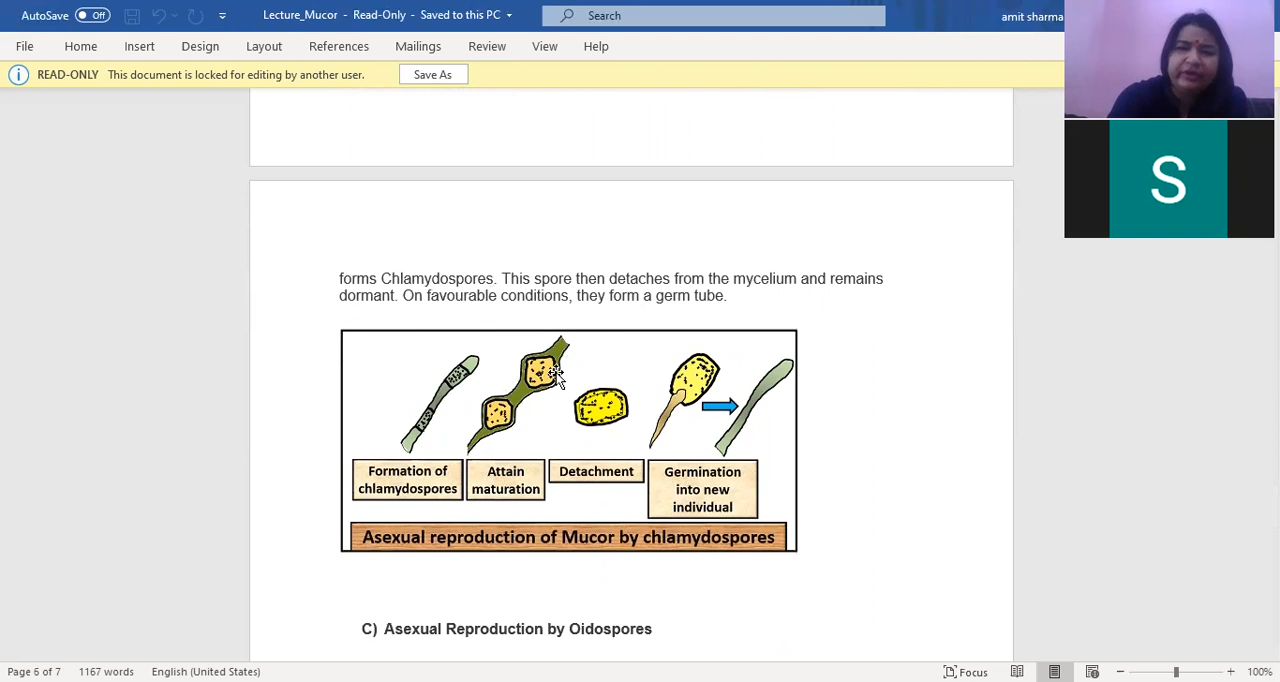 AutoSave Off Lecture_Mucor - Read-Only - Saved to this PC Search amit sharma
File Home Insert Design Layout References Mailings Review View Help
READ-ONLY This document is locked for editing by another user. Save As
S
forms Chlamydospores. This spore then detaches from the mycelium and remains
dormant. On favourable conditions, they form a germ tube.
Formation of
chlamydospores
Attain
maturation
Detachment
Germination
into new
individual
Asexual reproduction of Mucor by chlamydospores
C) Asexual Reproduction by Oidospores
Page 6 of 7 1167 words English (United States) Focus 100%